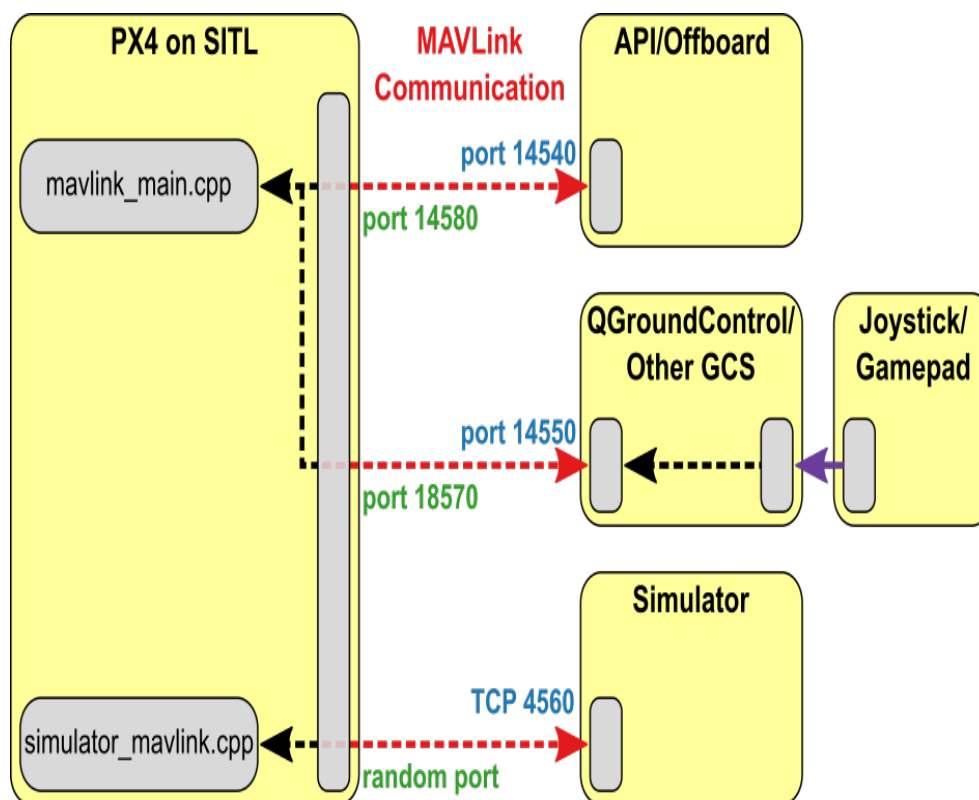 PX4 on SITL
MAVLink
Communication
API/Offboard
mavlink_main.cpp
port 14540
port 14580
QGroundControl/
Other GCS
Joystick/
Gamepad
port 14550
port 18570
Simulator
TCP 4560
simulator_mavlink.cpp
random port